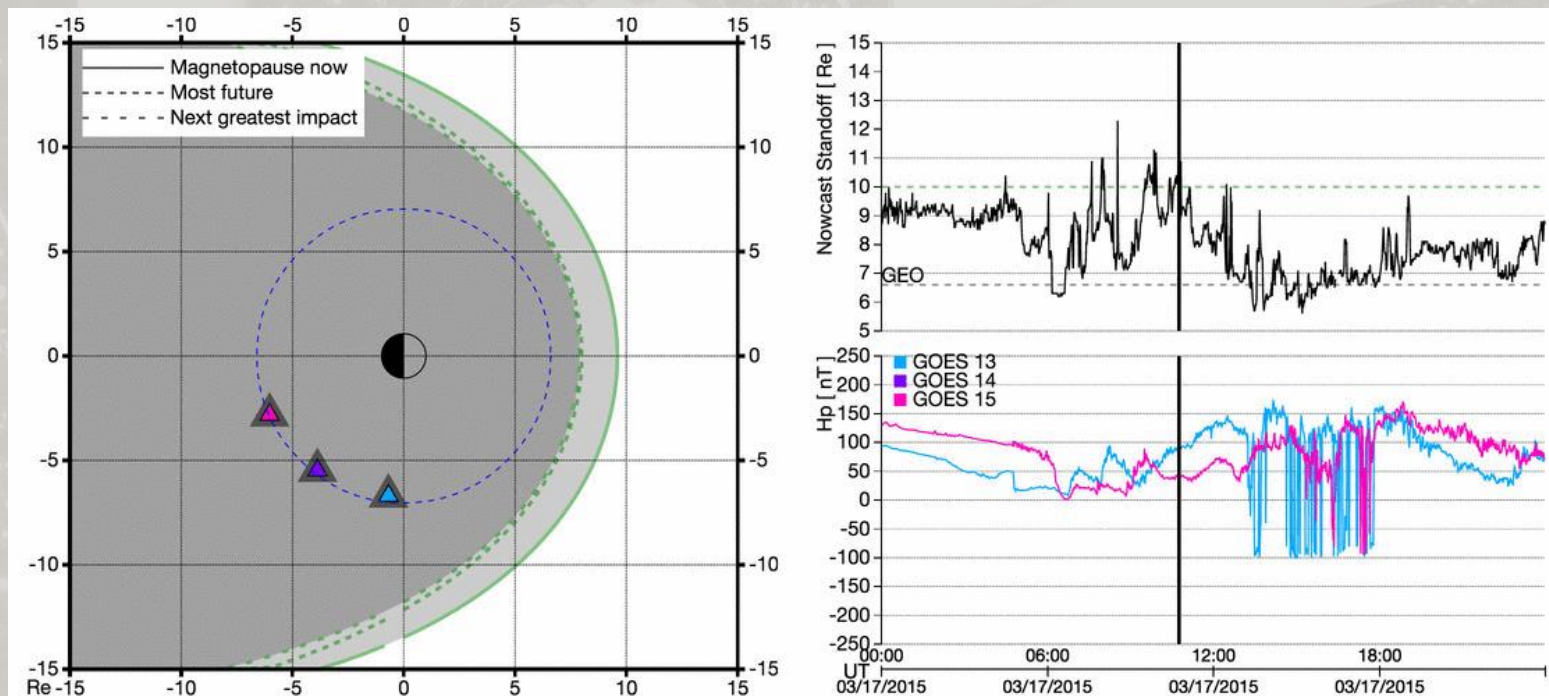 -15 -10 -5 0 5 10 15
15 15
Magnetopause now
Most future
Next greatest impact
10 10
5 5
0 0
-5 -5
-10 -10
-15 -15
Re -15 -10 -5 0 5 10 15
Nowcast Standoff [ Re ]
15
14
13
12
11
10
9
8
7
GEO
6
5
Hp [ nT ]
250
GOES 13
200
GOES 14
GOES 15
150
100
50
0
-50
-100
-150
-200
-250
00:00 06:00 12:00 18:00
UT
03/17/2015 03/17/2015 03/17/2015 03/17/2015